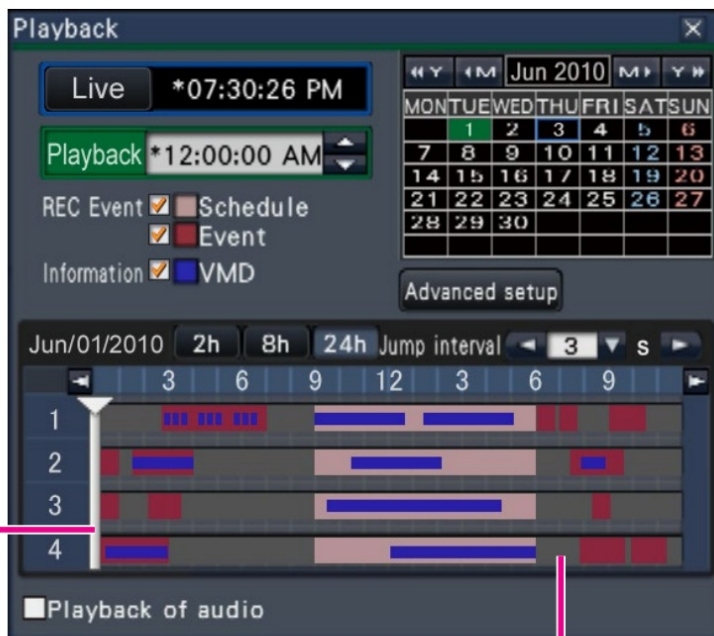 Playback
Live *07:30:26 PM
Playback *12:00:00 AM
REC Event Schedule
Event
Information VMD
Y M Jun 2010 M Y
MON TUE WED THU FRI SAT SUN
1 2 3 4 5 6
7 8 9 10 11 12 13
14 15 16 17 18 19 20
21 22 23 24 25 26 27
28 29 30
Advanced setup
Jun/01/2010 2h 8h 24h Jump interval 3 s
3 6 9 12 3 6 9
1
2
3
4
Playback of audio